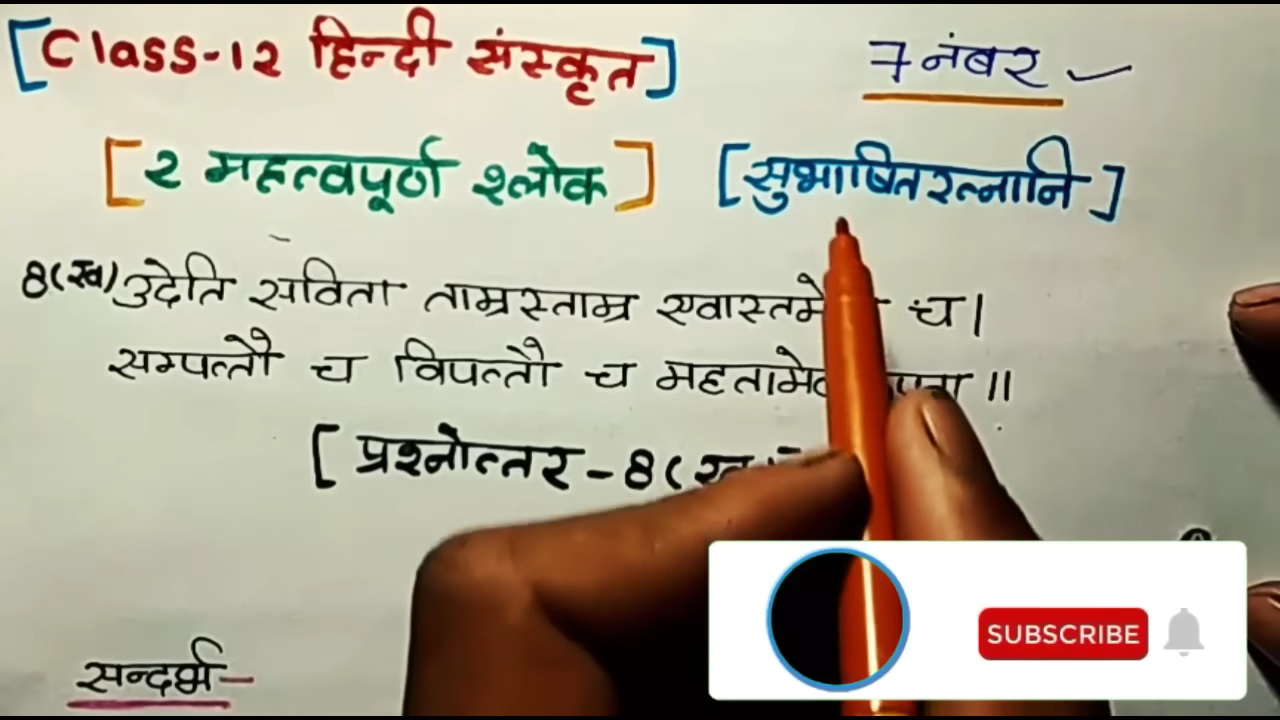 [Class-12 हिन्दी संस्कृत] 7 नंबर
[2 महत्वपूर्ण श्लोक] [सुभाषितरत्नानि]
8(ख) उदेति सविता ताम्रस्ताम्र एवास्तमे च।
सम्पत्तौ च विपत्तौ च महतामे ॥
[प्रश्नोत्तर-8(ख)
SUBSCRIBE
सन्दर्भ-